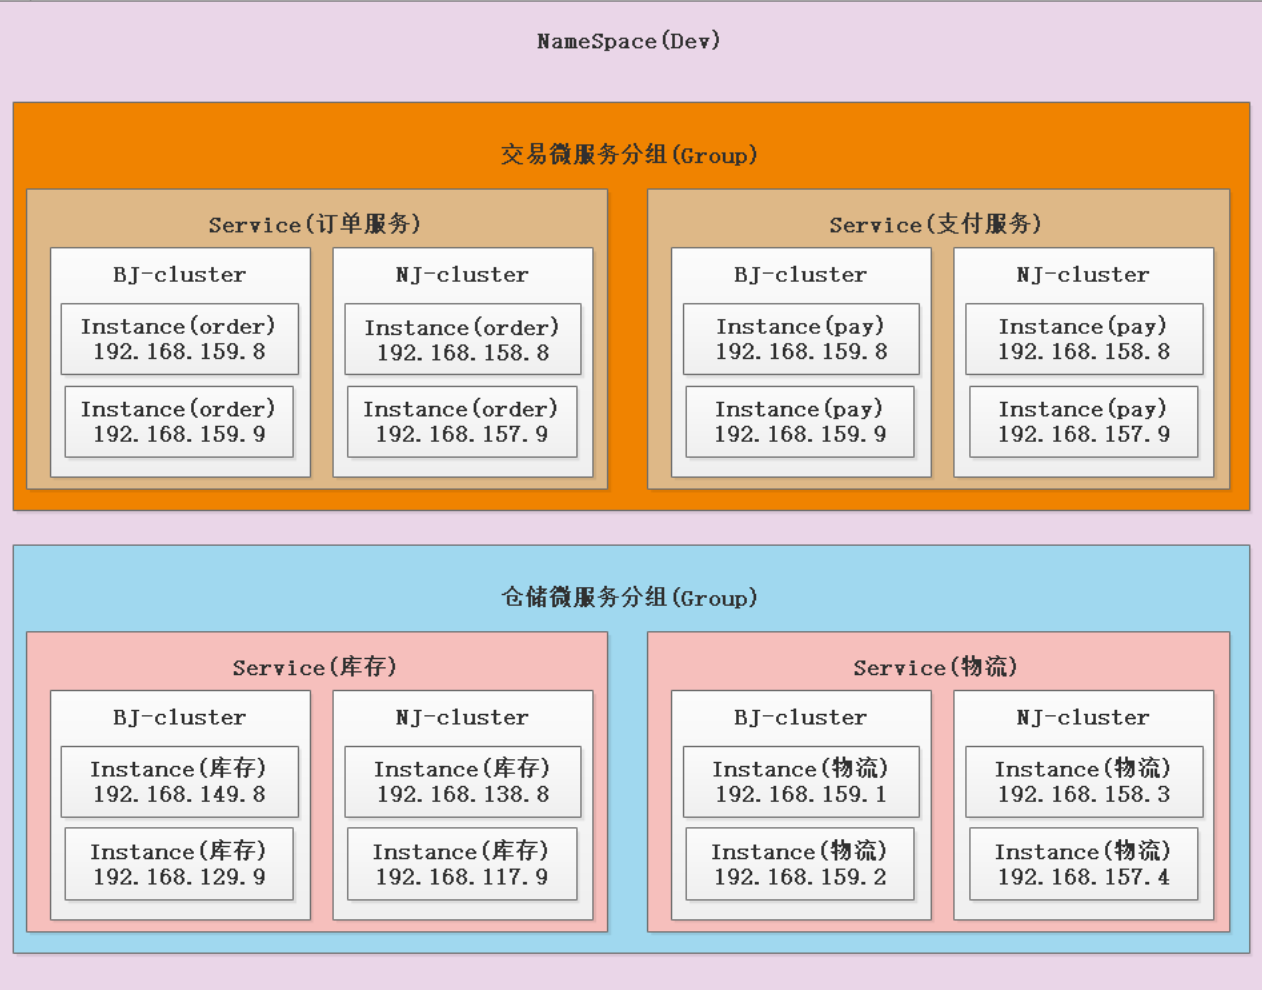 NameSpace(Dev)
交易微服务分组(Group)
Service(订单服务)
BJ-cluster
Instance(order)
192.168.159.8
Instance(order)
192.168.159.9
NJ-cluster
Instance(order)
192.168.158.8
Instance(order)
192.168.157.9
Service(支付服务)
BJ-cluster
Instance(pay)
192.168.159.8
Instance(pay)
192.168.159.9
NJ-cluster
Instance(pay)
192.168.158.8
Instance(pay)
192.168.157.9
仓储微服务分组(Group)
Service(库存)
BJ-cluster
Instance(库存)
192.168.149.8
Instance(库存)
192.168.129.9
NJ-cluster
Instance(库存)
192.168.138.8
Instance(库存)
192.168.117.9
Service(物流)
BJ-cluster
Instance(物流)
192.168.159.1
Instance(物流)
192.168.159.2
NJ-cluster
Instance(物流)
192.168.158.3
Instance(物流)
192.168.157.4